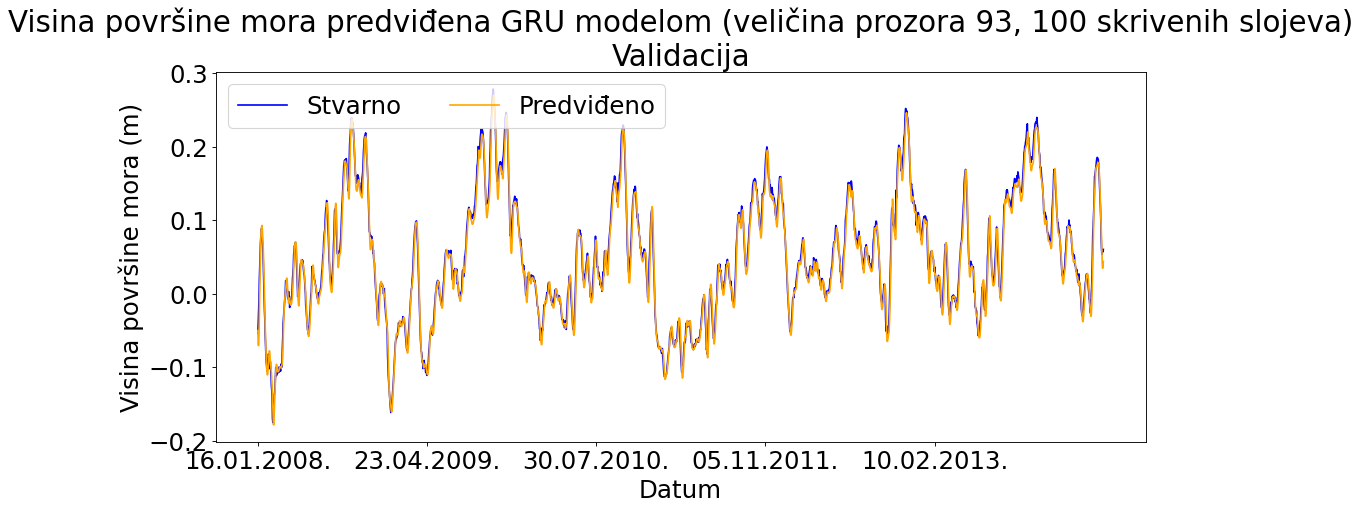 Visina površine mora predviđena GRU modelom (veličina prozora 93, 100 skrivenih slojeva)
Validacija
Stvarno Predviđeno
Visina površine mora (m)
0.3
0.2
0.1
0.0
−0.1
−0.2
16.01.2008. 23.04.2009. 30.07.2010. 05.11.2011. 10.02.2013.
Datum